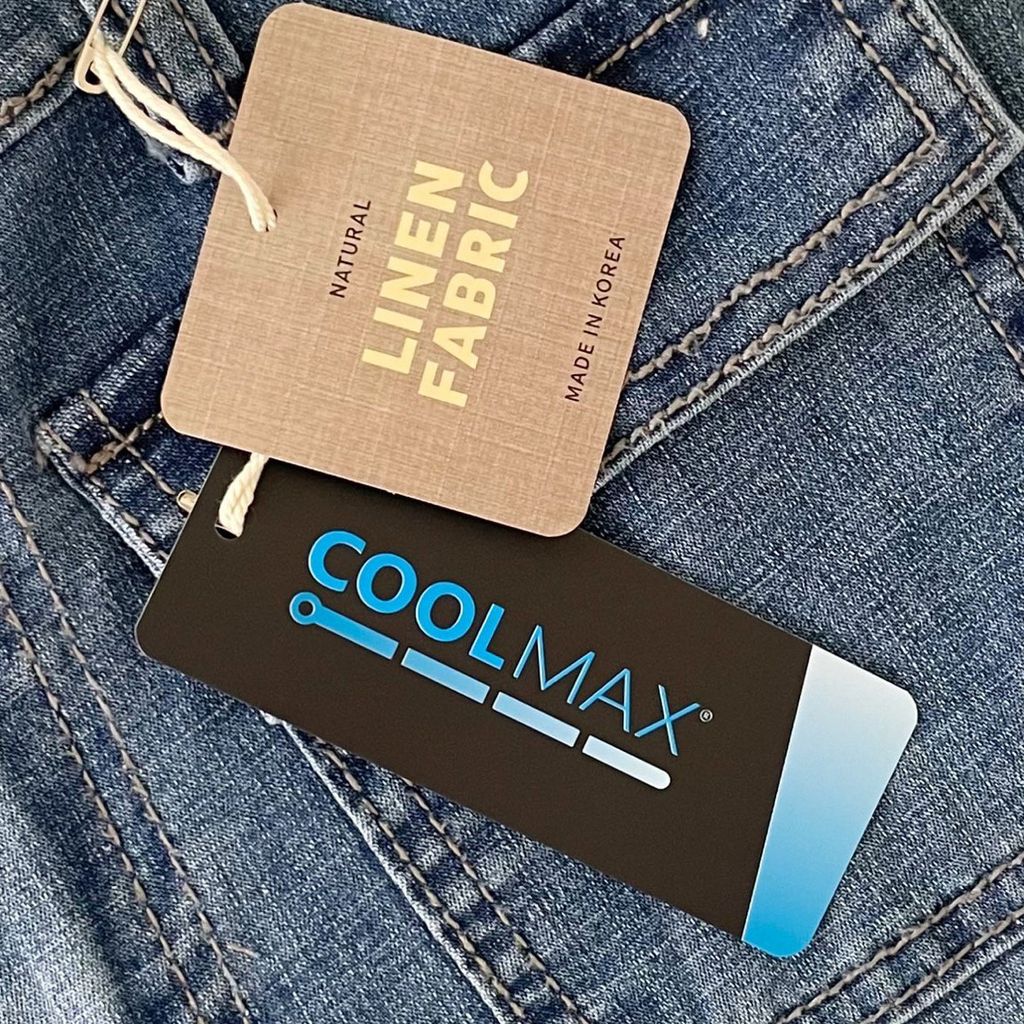 NATURAL
LINEN
FABRIC
MADE IN KOREA
COOLMAX®